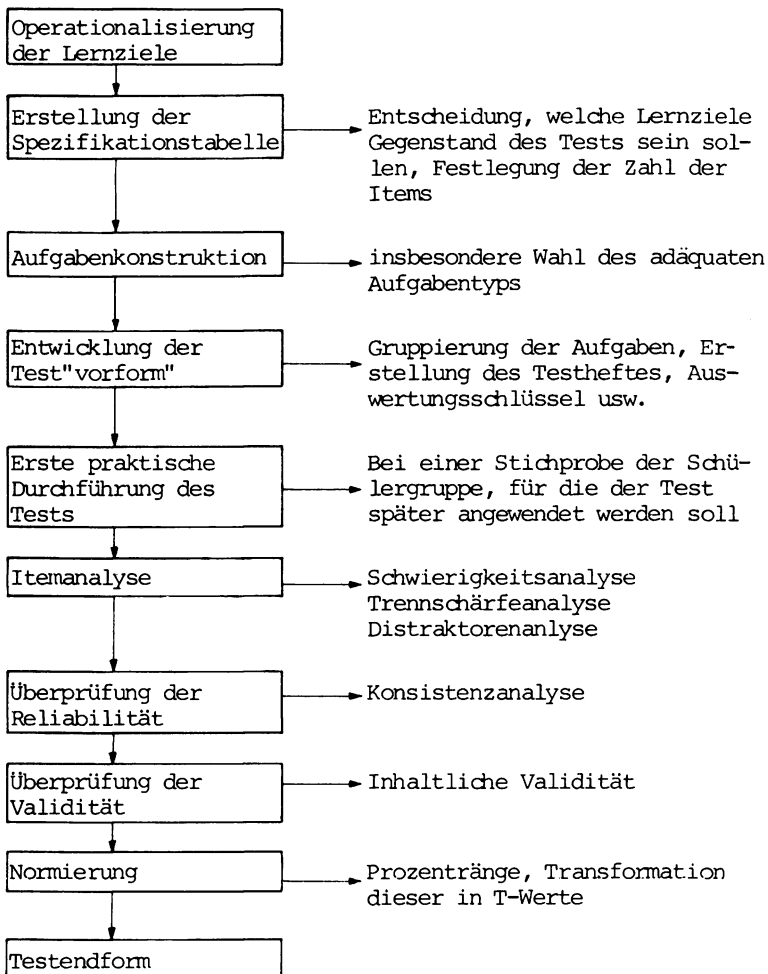 Operationalisierung
der Lernziele
Erstellung der
Spezifikationstabelle
Entscheidung, welche Lernziele
Gegenstand des Tests sein sol-
len, Festlegung der Zahl der
Items
Aufgabenkonstruktion
insbesondere Wahl des adäquaten
Aufgabentyps
Entwicklung der
Test"vorform"
Gruppierung der Aufgaben, Er-
stellung des Testheftes, Aus-
wertungsschlüssel usw.
Erste praktische
Durchführung des
Tests
Bei einer Stichprobe der Schü-
lergruppe, für die der Test
später angewendet werden soll
Itemanalyse
Schwierigkeitsanalyse
Trennschärfeanalyse
Distraktorenanlyse
Überprüfung der
Reliabilität
Konsistenzanalyse
Überprüfung der
Validität
Inhaltliche Validität
Normierung
Prozentränge, Transformation
dieser in T-Werte
Testendform